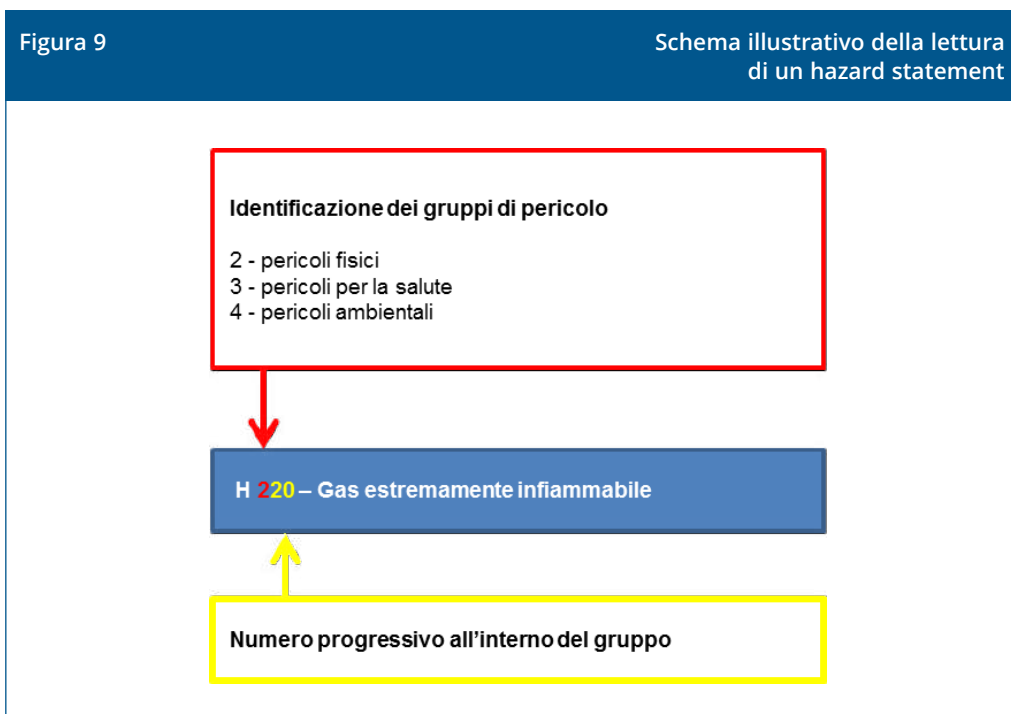 Figura 9
Schema illustrativo della lettura
di un hazard statement
Identificazione dei gruppi di pericolo
2 - pericoli fisici
3 - pericoli per la salute
4 - pericoli ambientali
H 220 – Gas estremamente infiammabile
Numero progressivo all'interno del gruppo